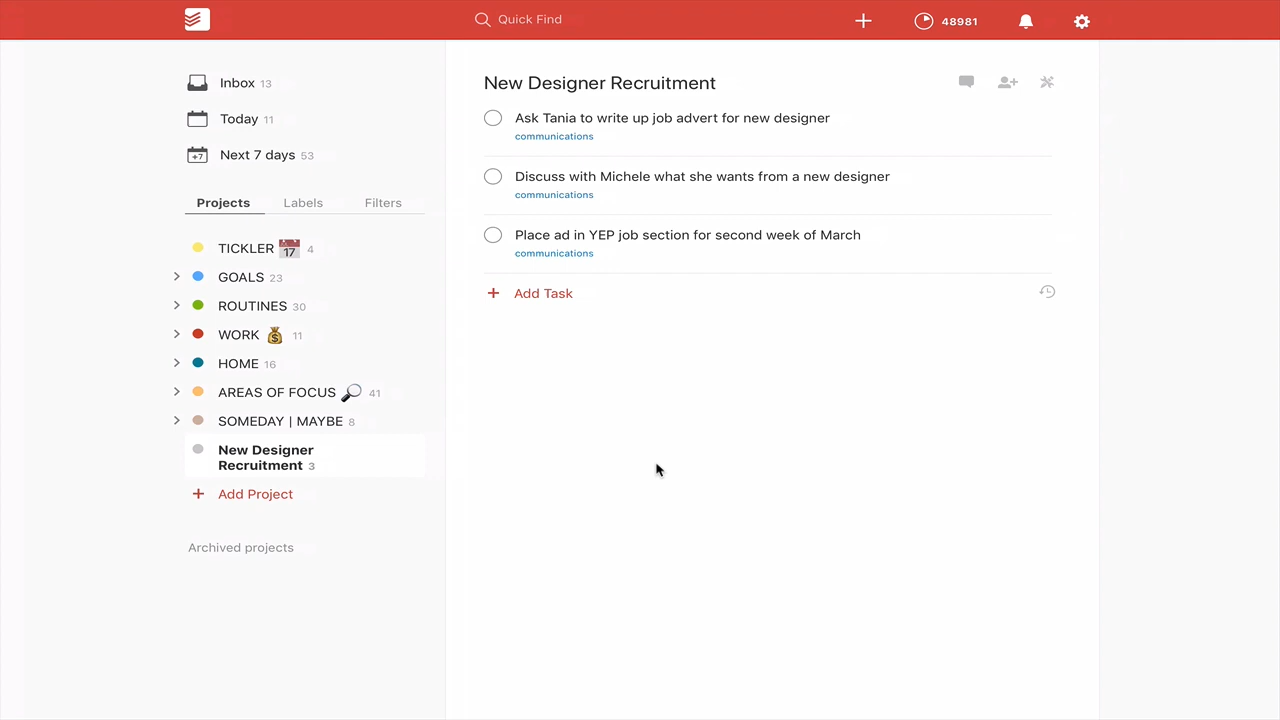 Quick Find
48981
Inbox 13
Today 11
Next 7 days 53
+7
Projects Labels Filters
TICKLER 17 4
GOALS 23
ROUTINES 30
WORK $ 11
HOME 16
AREAS OF FOCUS 41
SOMEDAY | MAYBE 8
New Designer
Recruitment 3
+ Add Project
Archived projects
New Designer Recruitment
Ask Tania to write up job advert for new designer
communications
Discuss with Michele what she wants from a new designer
communications
Place ad in YEP job section for second week of March
communications
+ Add Task